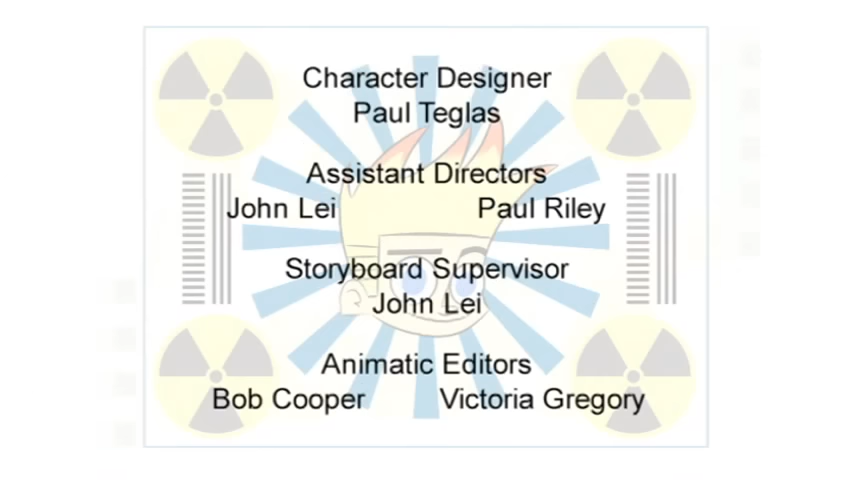 Character Designer
Paul Teglas
Assistant Directors
John Lei Paul Riley
Storyboard Supervisor
John Lei
Animatic Editors
Bob Cooper Victoria Gregory